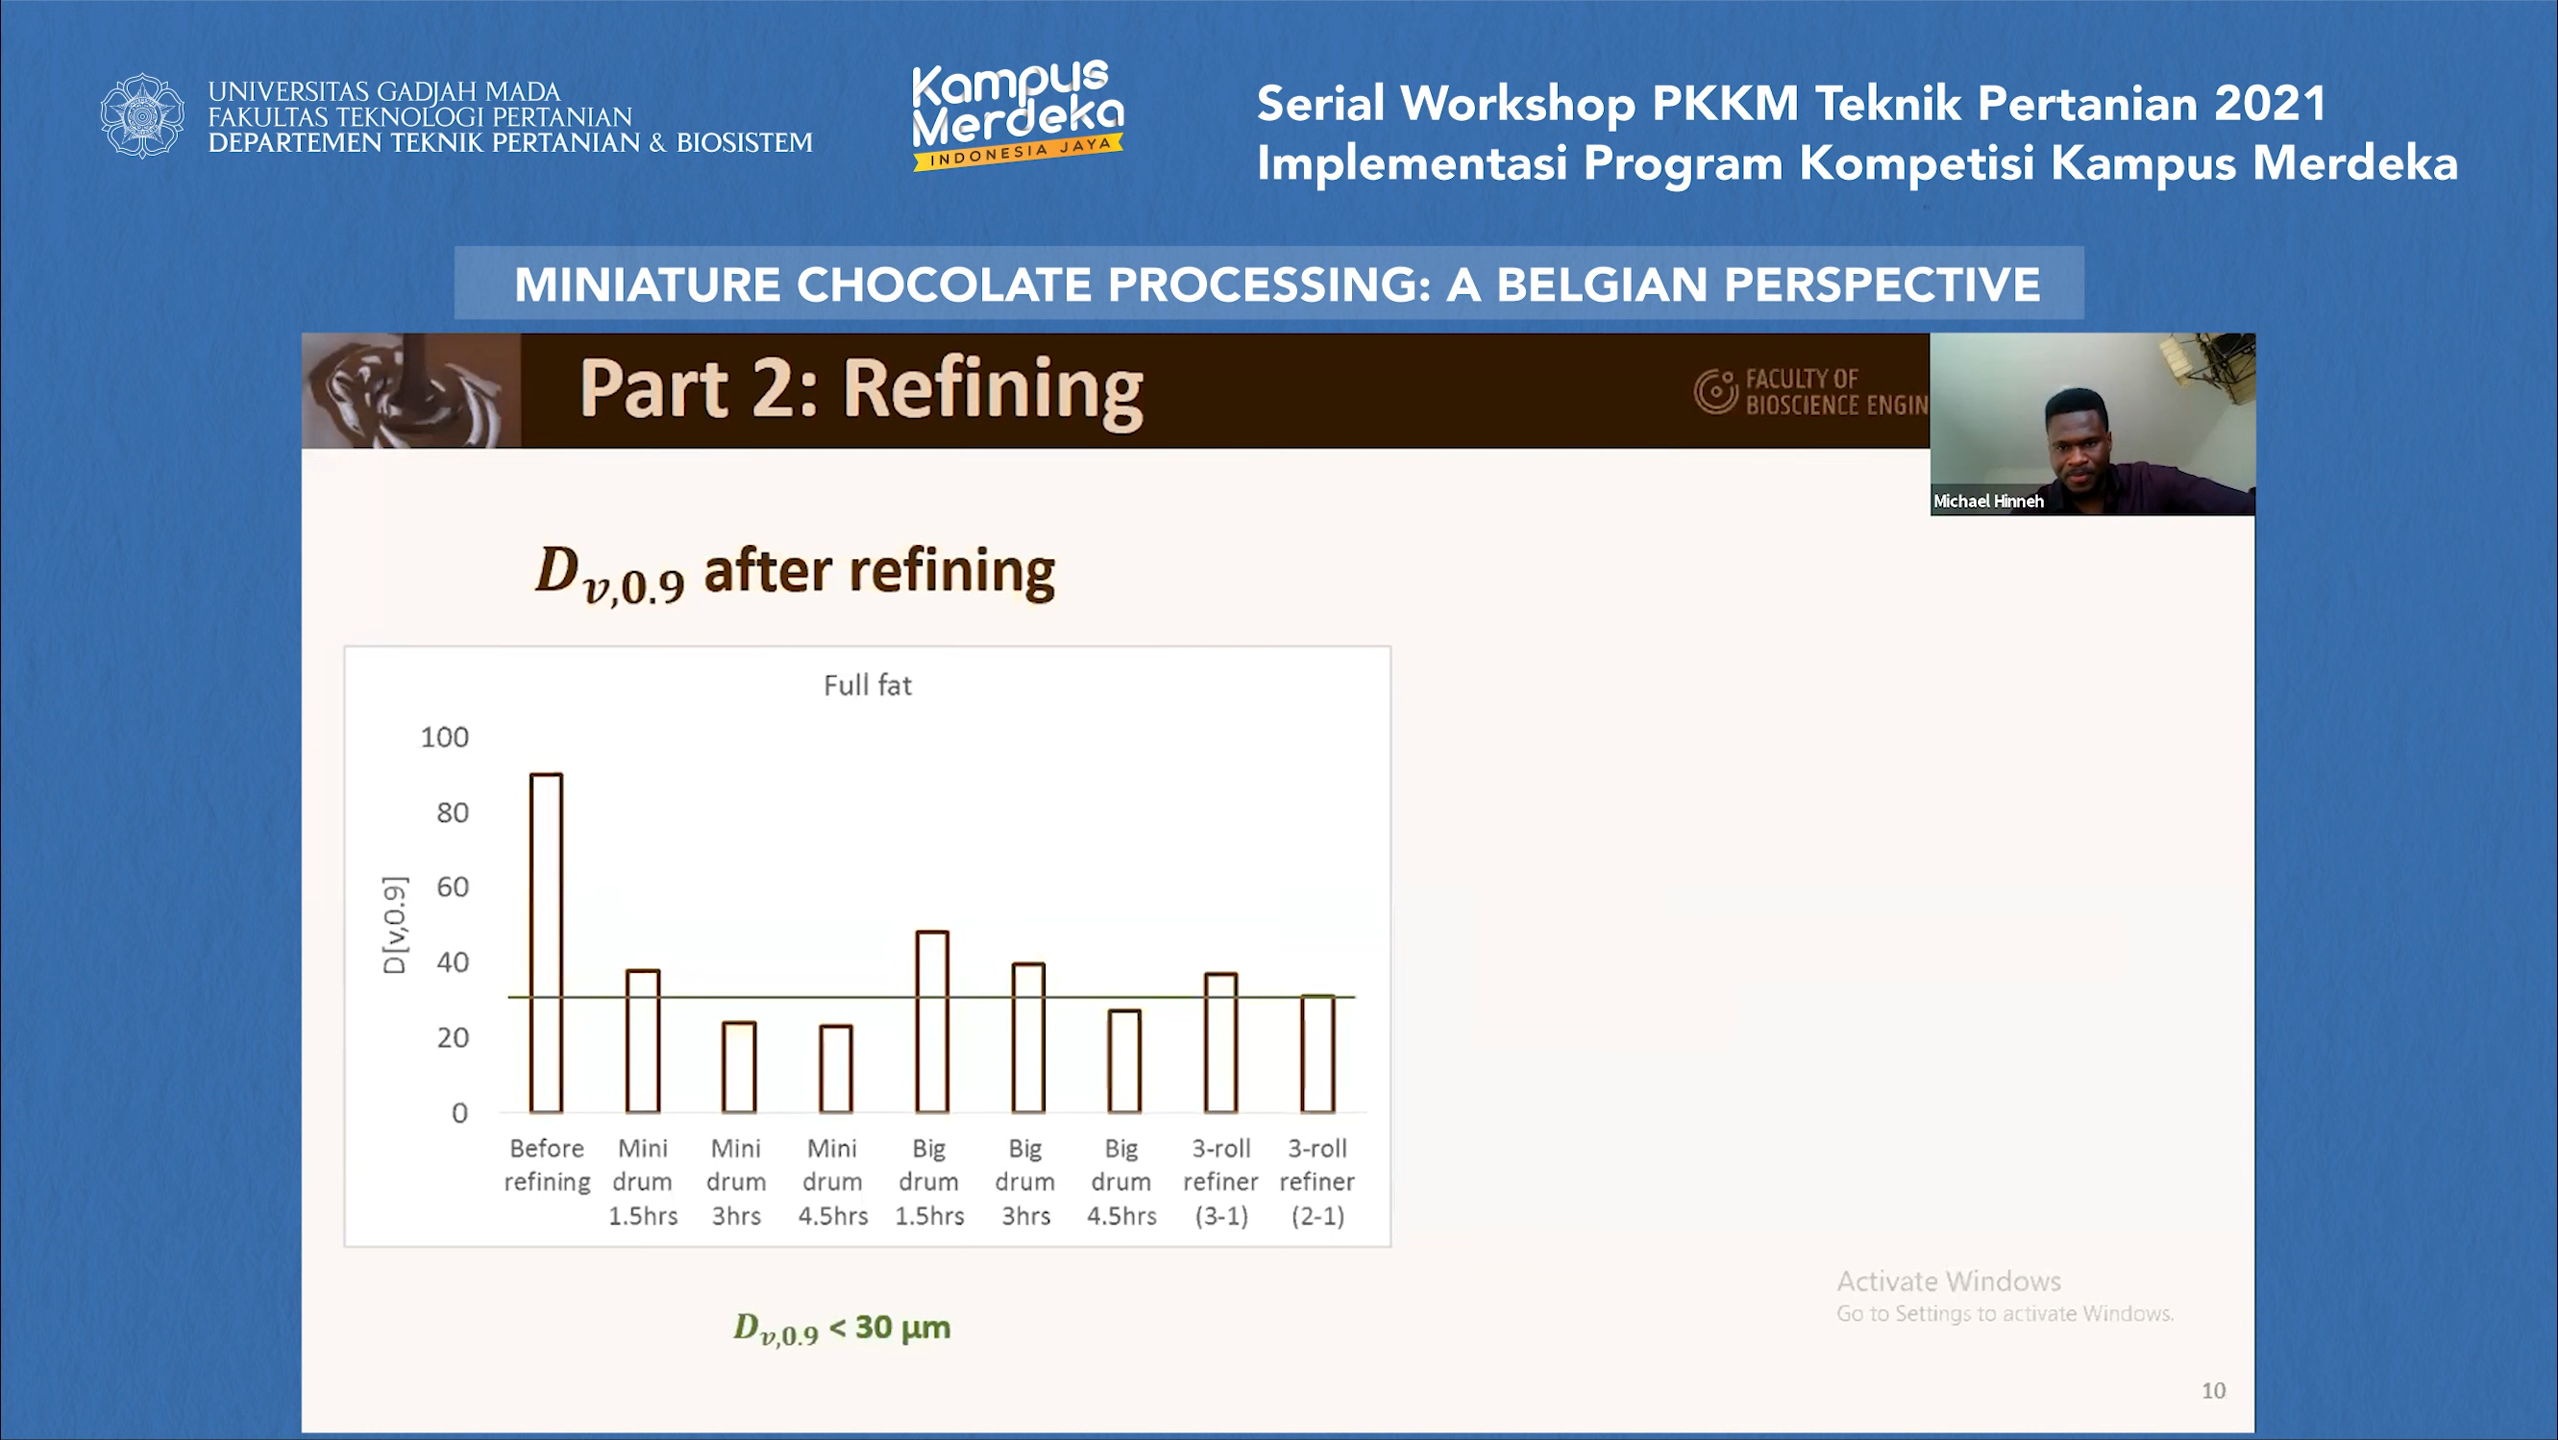 UNIVERSITAS GADJAH MADA
FAKULTAS TEKNOLOGI PERTANIAN
DEPARTEMEN TEKNIK PERTANIAN & BIOSISTEM
Kampus
Merdeka
INDONESIA JAYA
Serial Workshop PKKM Teknik Pertanian 2021
Implementasi Program Kompetisi Kampus Merdeka
MINIATURE CHOCOLATE PROCESSING: A BELGIAN PERSPECTIVE
Part 2: Refining
FACULTY OF
BIOSCIENCE ENGIN
Michael Hinneh
D_{v,0.9} after refining
Full fat
100
80
60
40
20
0
D[v,0.9]
Before refining
Mini drum 1.5hrs
Mini drum 3hrs
Mini drum 4.5hrs
Big drum 1.5hrs
Big drum 3hrs
Big drum 4.5hrs
3-roll refiner (3-1)
3-roll refiner (2-1)
D_{v,0.9} < 30 µm
Activate Windows
Go to Settings to activate Windows.
10